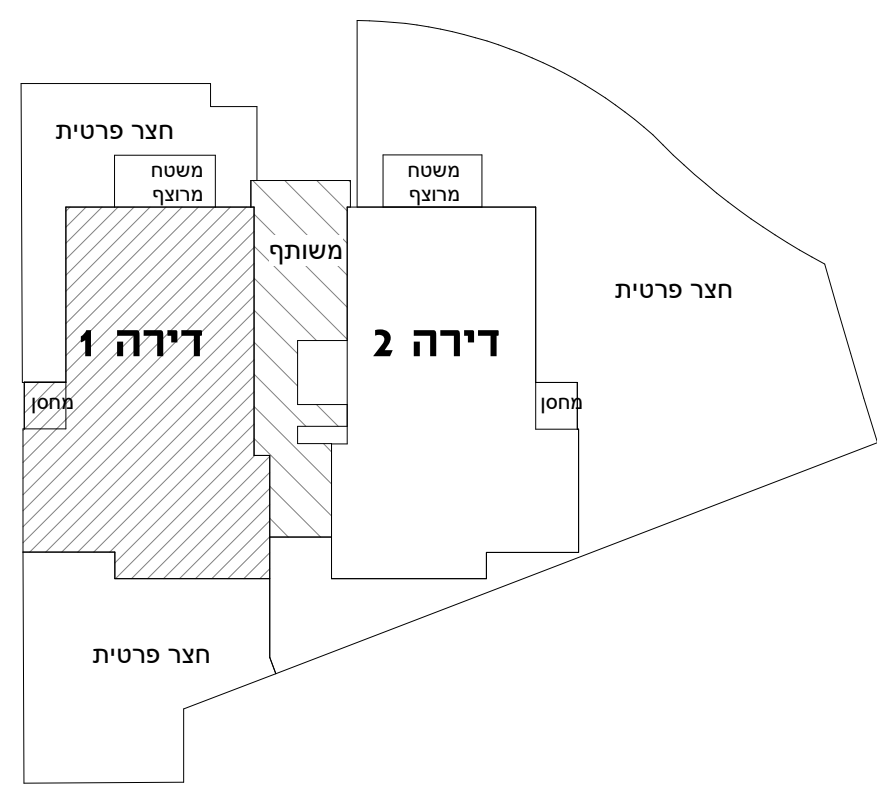 חצר פרטית
משטח
מרוצף
משטח
מרוצף
משותף
חצר פרטית
דירה 1
דירה 2
מחסן
מחסן
חצר פרטית